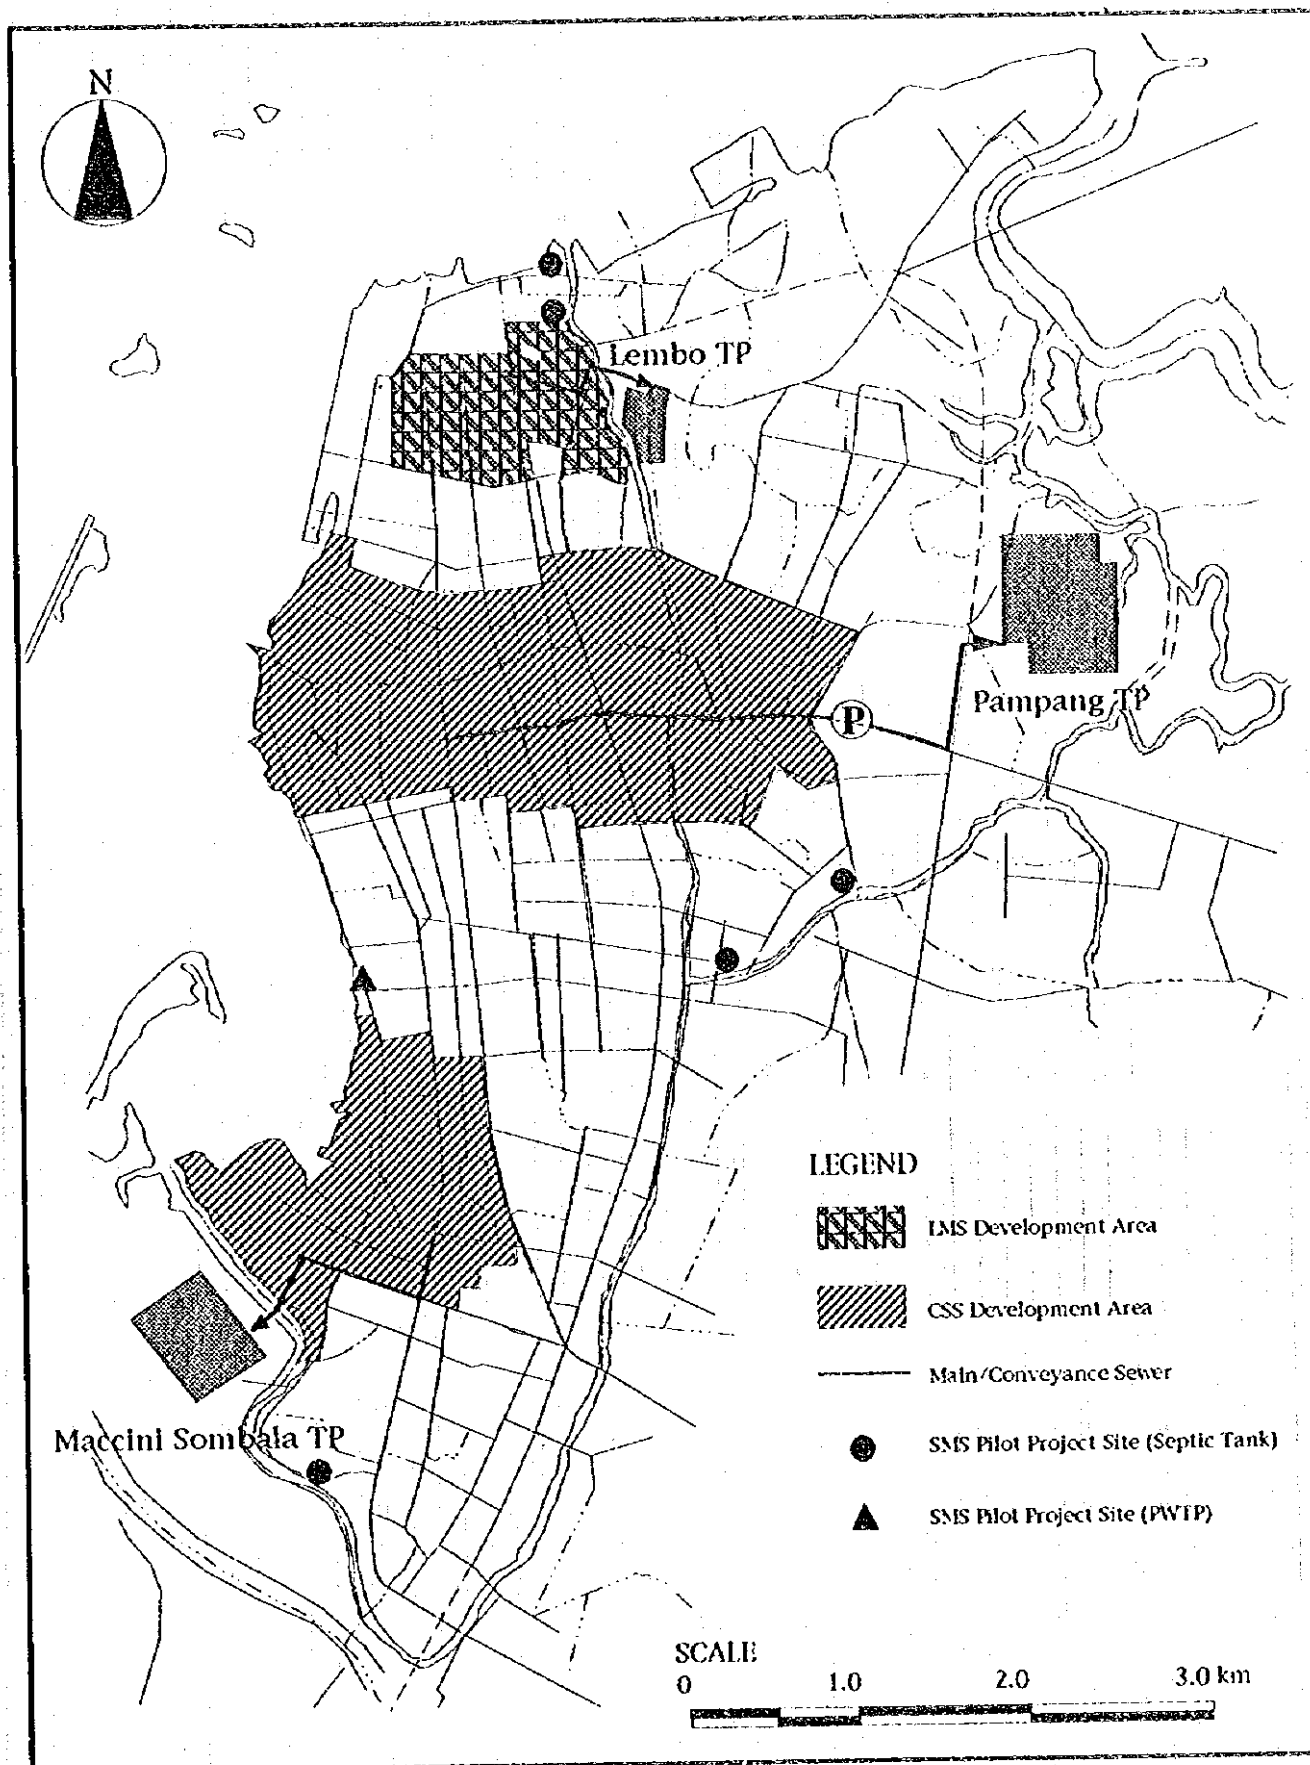 N
Lembo TP
Pampang TP
P
LEGEND
LMS Development Area
CSS Development Area
Main/Conveyance Sewer
SMS Pilot Project Site (Septic Tank)
SMS Pilot Project Site (PWTP)
Maccini Sombala TP
SCALE
0 1.0 2.0 3.0 km